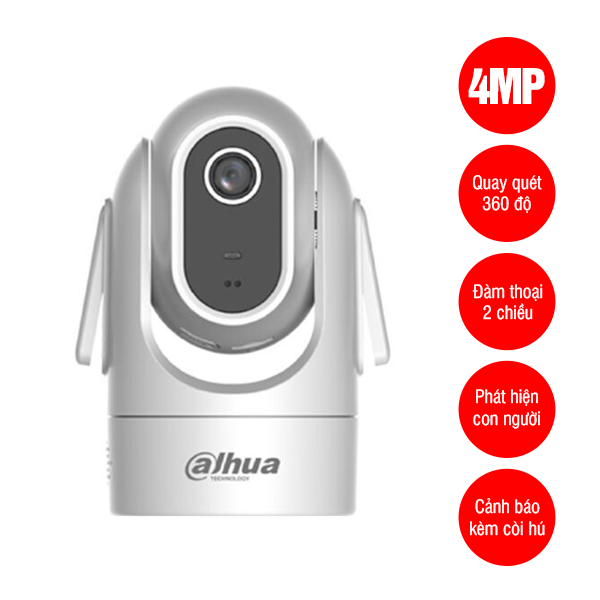 alhua
TECHNOLOGY
4MP
Quay quét
360 độ
Đàm thoại
2 chiều
Phát hiện
con người
Cảnh báo
kèm còi hú